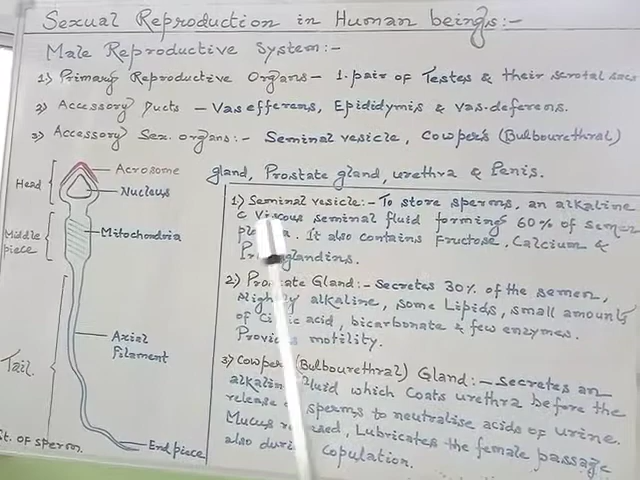 Sexual Reproduction in Human beings:-
Male Reproductive System:-
1) Primary Reproductive Organs - 1.pair of Testes & their scrotal sacs
2) Accessory Ducts - Vas efferens, Epididymis & vas.deferens.
3) Accessory Sex. organs:- Seminal vesicle, Cowper's (Bulbourethral)
gland, Prostate gland, urethra & Penis.
Head
Acrosome
Nucleus
Middle piece
Mitochondria
Tail.
Axial Filament
End piece
St. of sperm.
1) Seminal vesicle:- To store sperms, an alkaline
& Viscous seminal fluid forming 60% of semen
It also contains Fructose, Calcium &
2) Prostate Gland:- Secretes 30% of the semen,
slightly alkaline, some Lipids, small amounts
of acid, bicarbonate & few enzymes.
Provides motility.
3) Cowper (Bulbourethral) Gland:- Secretes an
fluid which Coats urethra before the
release sperms to neutralise acids of urine.
Mucus Lubricates the female passage
also copulation.